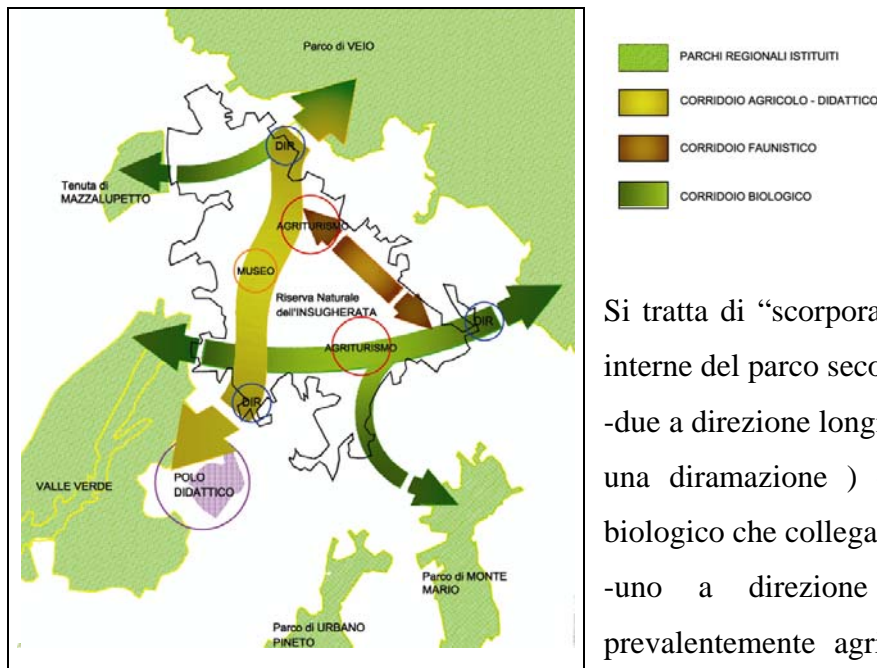 Parco di VEIO
DIR
Tenuta di
MAZZALUPETTO
AGRITURISMO
MUSEO
Riserva Naturale
dell'INSUGHERATA
DIR
AGRITURISMO
DIR
VALLE VERDE
POLO
DIDATTICO
Parco di MONTE
MARIO
Parco di URBANO
PINETO
PARCHI REGIONALI ISTITUITI
CORRIDOIO AGRICOLO - DIDATTICO
CORRIDOIO FAUNISTICO
CORRIDOIO BIOLOGICO
Si tratta di “scorpora
interne del parco seco
-due a direzione longi
una diramazione )
biologico che collega
-uno a direzione
prevalentemente agri